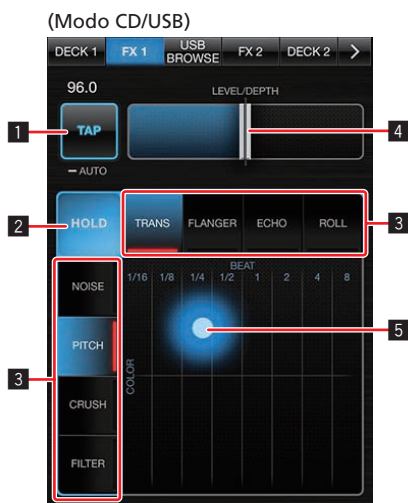 (Modo CD/USB)
DECK 1 FX 1 USB BROWSE FX 2 DECK 2 >
96.0 LEVEL/DEPTH
1 TAP 4
– AUTO
2 HOLD TRANS FLANGER ECHO ROLL 3
BEAT
NOISE 1/16 1/8 1/4 1/2 1 2 4 8
PITCH 5
COLOR
3
CRUSH
FILTER